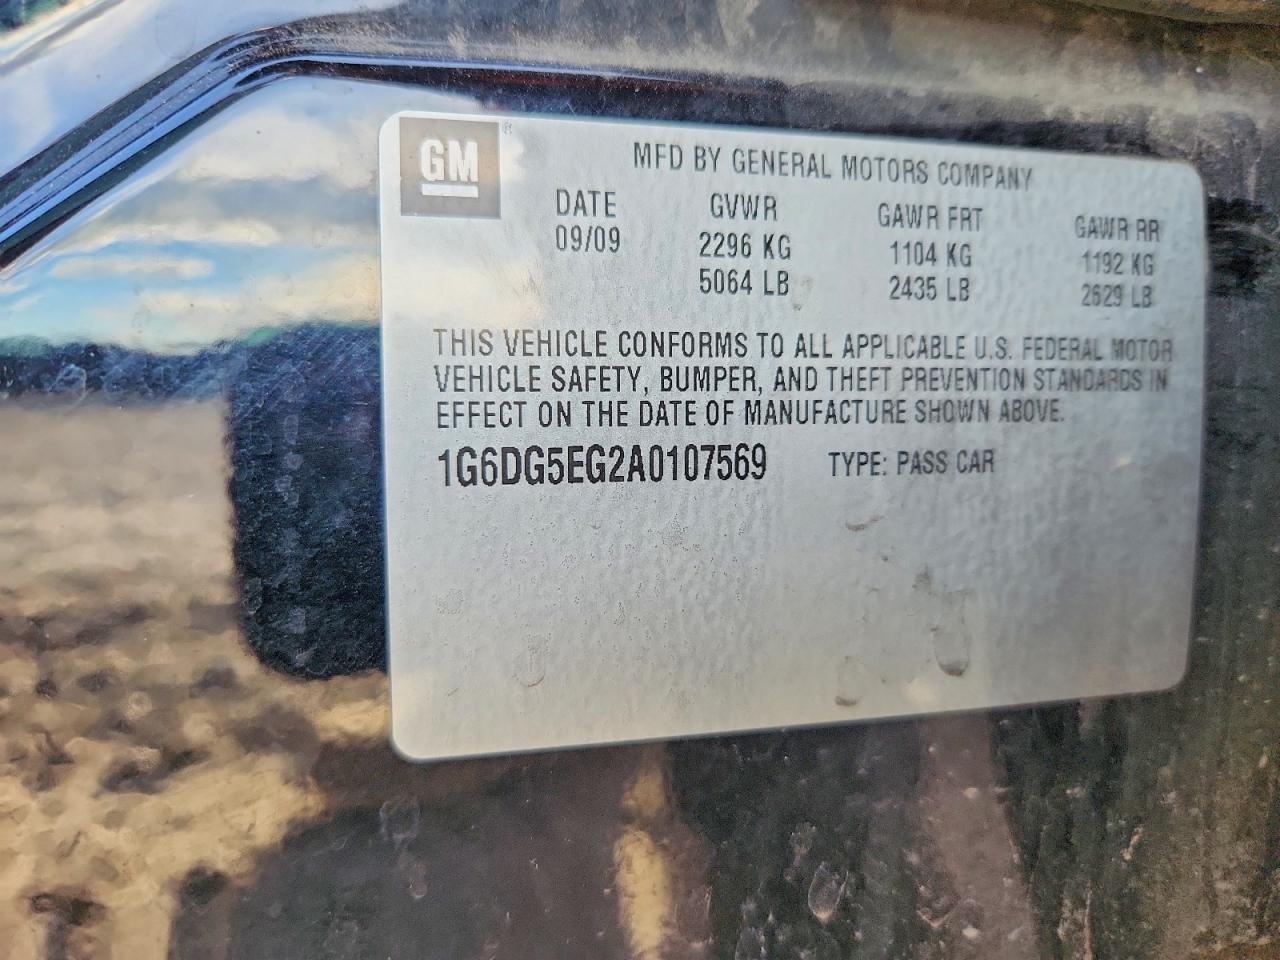 GM
MFD BY GENERAL MOTORS COMPANY
DATE GVWR GAWR FRT GAWR RR
09/09 2296 KG 1104 KG 1192 KG
5064 LB 2435 LB 2629 LB
THIS VEHICLE CONFORMS TO ALL APPLICABLE U.S. FEDERAL MOTOR
VEHICLE SAFETY, BUMPER, AND THEFT PREVENTION STANDARDS IN
EFFECT ON THE DATE OF MANUFACTURE SHOWN ABOVE.
1G6DG5EG2A0107569 TYPE: PASS CAR